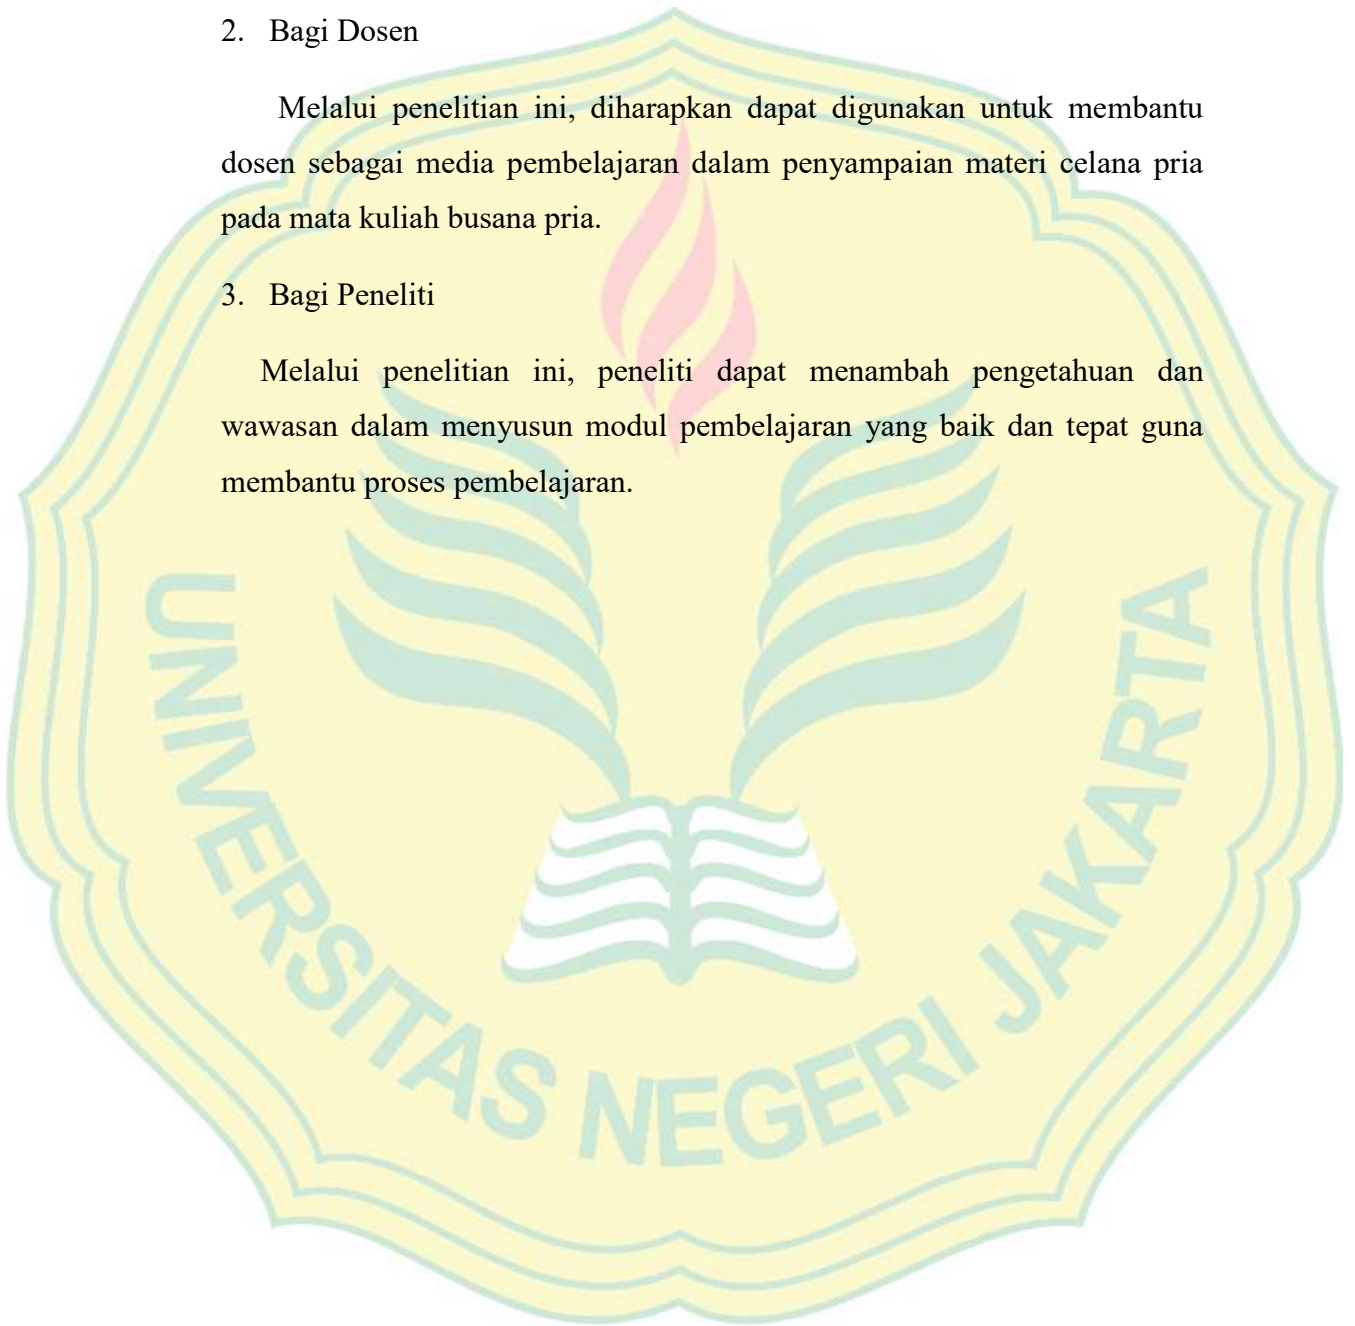 2. Bagi Dosen
Melalui penelitian ini, diharapkan dapat digunakan untuk membantu
dosen sebagai media pembelajaran dalam penyampaian materi celana pria
pada mata kuliah busana pria.
3. Bagi Peneliti
Melalui penelitian ini, peneliti dapat menambah pengetahuan dan
wawasan dalam menyusun modul pembelajaran yang baik dan tepat guna
membantu proses pembelajaran.
UNIVERSITAS NEGERI JAKARTA